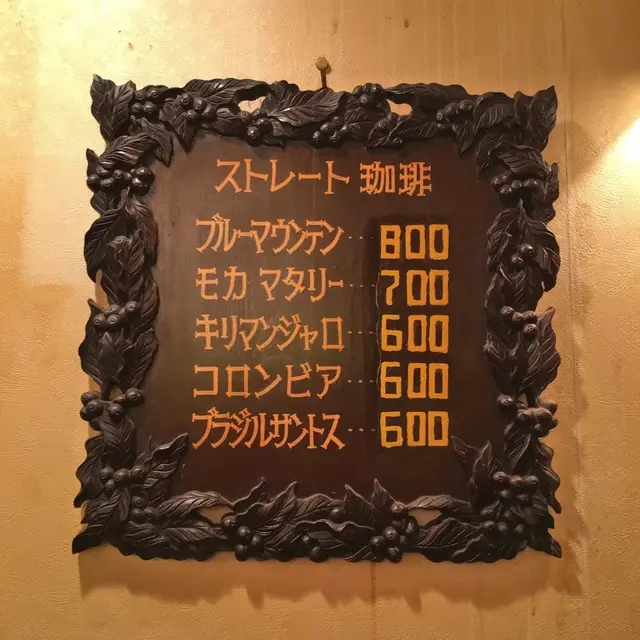 ストレート珈琲
ブルーマウンテン…800
モカ マタリー…700
キリマンジャロ…600
コロンビア…600
ブラジルサントス…600